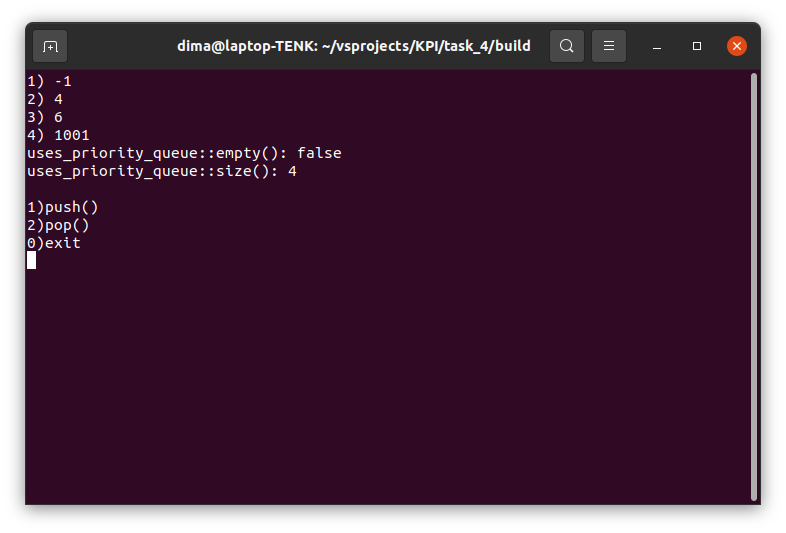 dima@laptop-TENK: ~/vsprojects/KPI/task_4/build
1) -1
2) 4
3) 6
4) 1001
uses_priority_queue::empty(): false
uses_priority_queue::size(): 4
1)push()
2)pop()
0)exit